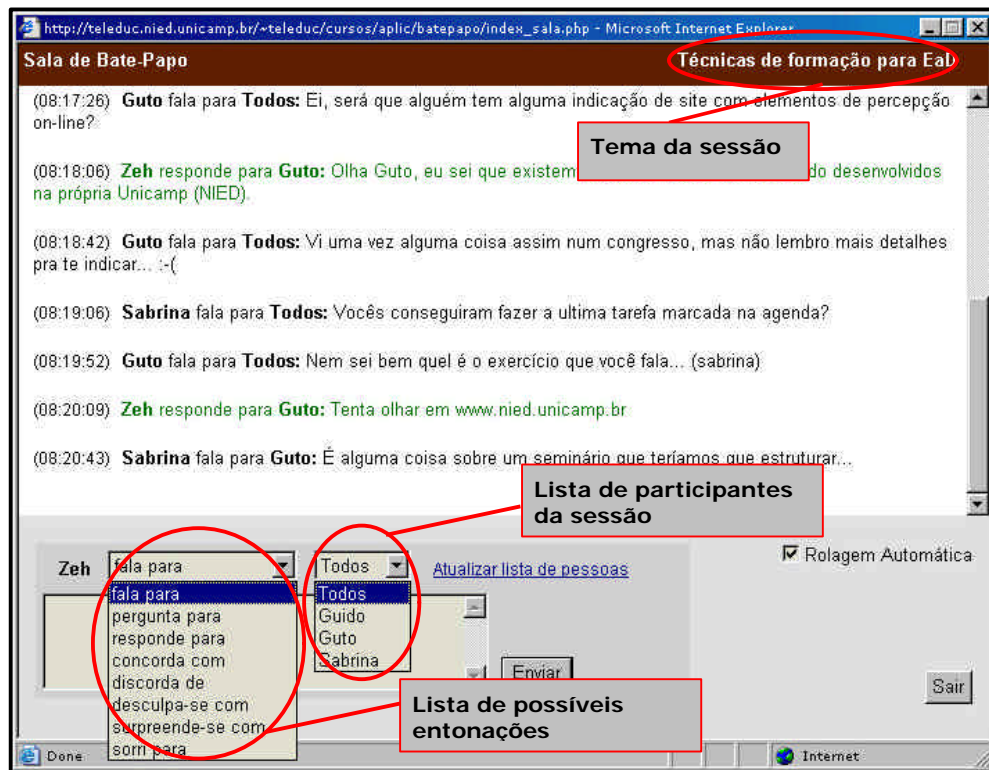 http://teleduc.nied.unicamp.br/~teleduc/cursos/aplic/batepapo/index_sala.php - Microsoft Internet Explorer
Sala de Bate-Papo
Técnicas de formação para EaD
(08:17:26) Guto fala para Todos: Ei, será que alguém tem alguma indicação de site com elementos de percepção
on-line?
Tema da sessão
(08:18:06) Zeh responde para Guto: Olha Guto, eu sei que existem do desenvolvidos
na própria Unicamp (NIED).
(08:18:42) Guto fala para Todos: Vi uma vez alguma coisa assim num congresso, mas não lembro mais detalhes
pra te indicar... :-(
(08:19:06) Sabrina fala para Todos: Vocês conseguiram fazer a ultima tarefa marcada na agenda?
(08:19:52) Guto fala para Todos: Nem sei bem quel é o exercício que você fala... (sabrina)
(08:20:09) Zeh responde para Guto: Tenta olhar em www.nied.unicamp.br
(08:20:43) Sabrina fala para Guto: É alguma coisa sobre um seminário que teríamos que estruturar...
Lista de participantes
da sessão
Zeh fala para Todos Atualizar lista de pessoas
Rolagem Automática
fala para
pergunta para
responde para
concorda com
discorda de
desculpa-se com
surpreende-se com
sorri para
Todos
Guido
Guto
Sabrina
Enviar
Sair
Lista de possíveis
entonações
Done
Internet